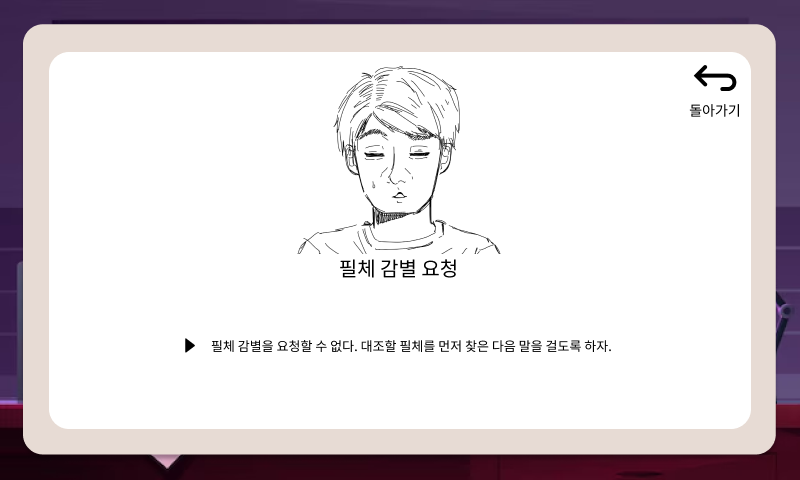 돌아가기
필체 감별 요청
필체 감별을 요청할 수 없다. 대조할 필체를 먼저 찾은 다음 말을 걸도록 하자.